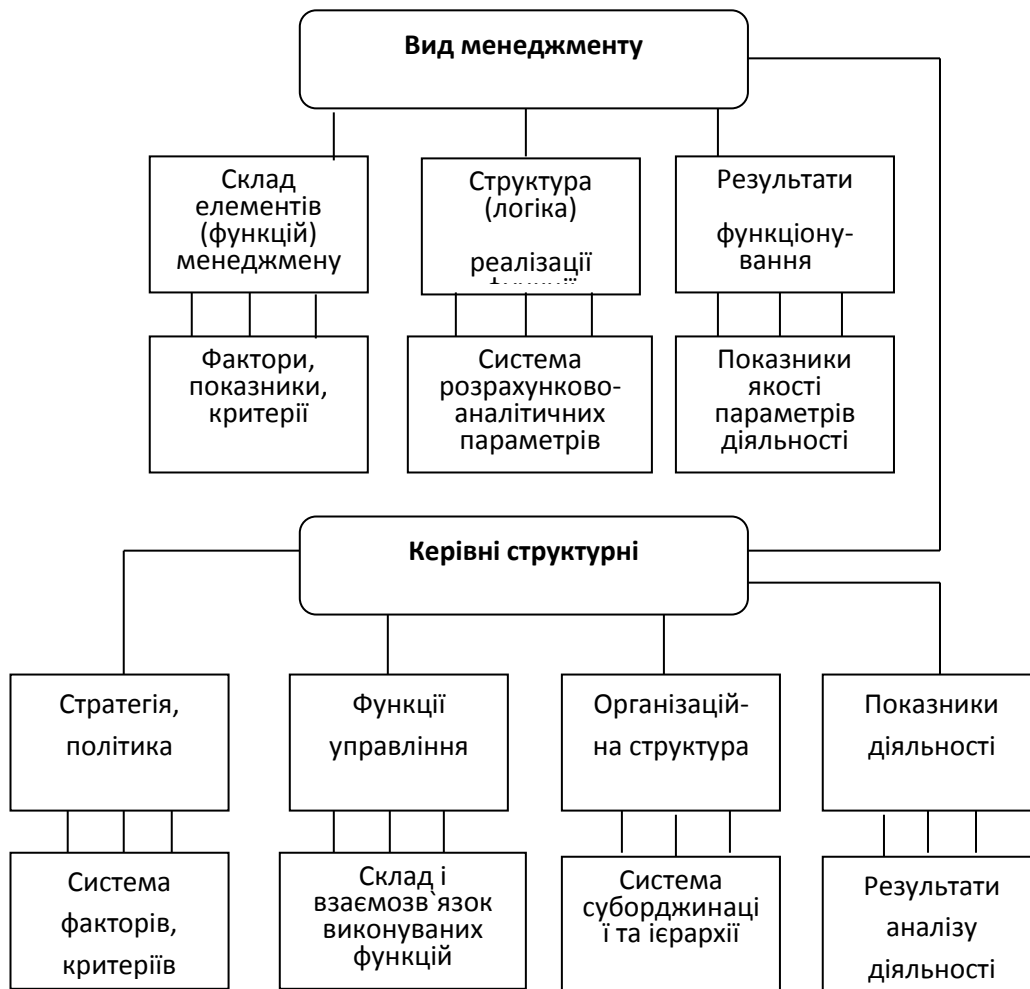 Вид менеджменту
Склад
елементів
(функцій)
менеджмену
Структура
(логіка)
реалізації
Результати
функціону-
вання
Фактори,
показники,
критерії
Система
розрахунково-
аналітичних
параметрів
Показники
якості
параметрів
діяльності
Керівні структурні
Стратегія,
політика
Функції
управління
Організацій-
на структура
Показники
діяльності
Система
факторів,
критеріїв
Склад і
взаємозв`язок
виконуваних
функцій
Система
суборджинаці
ї та ієрархії
Результати
аналізу
діяльності